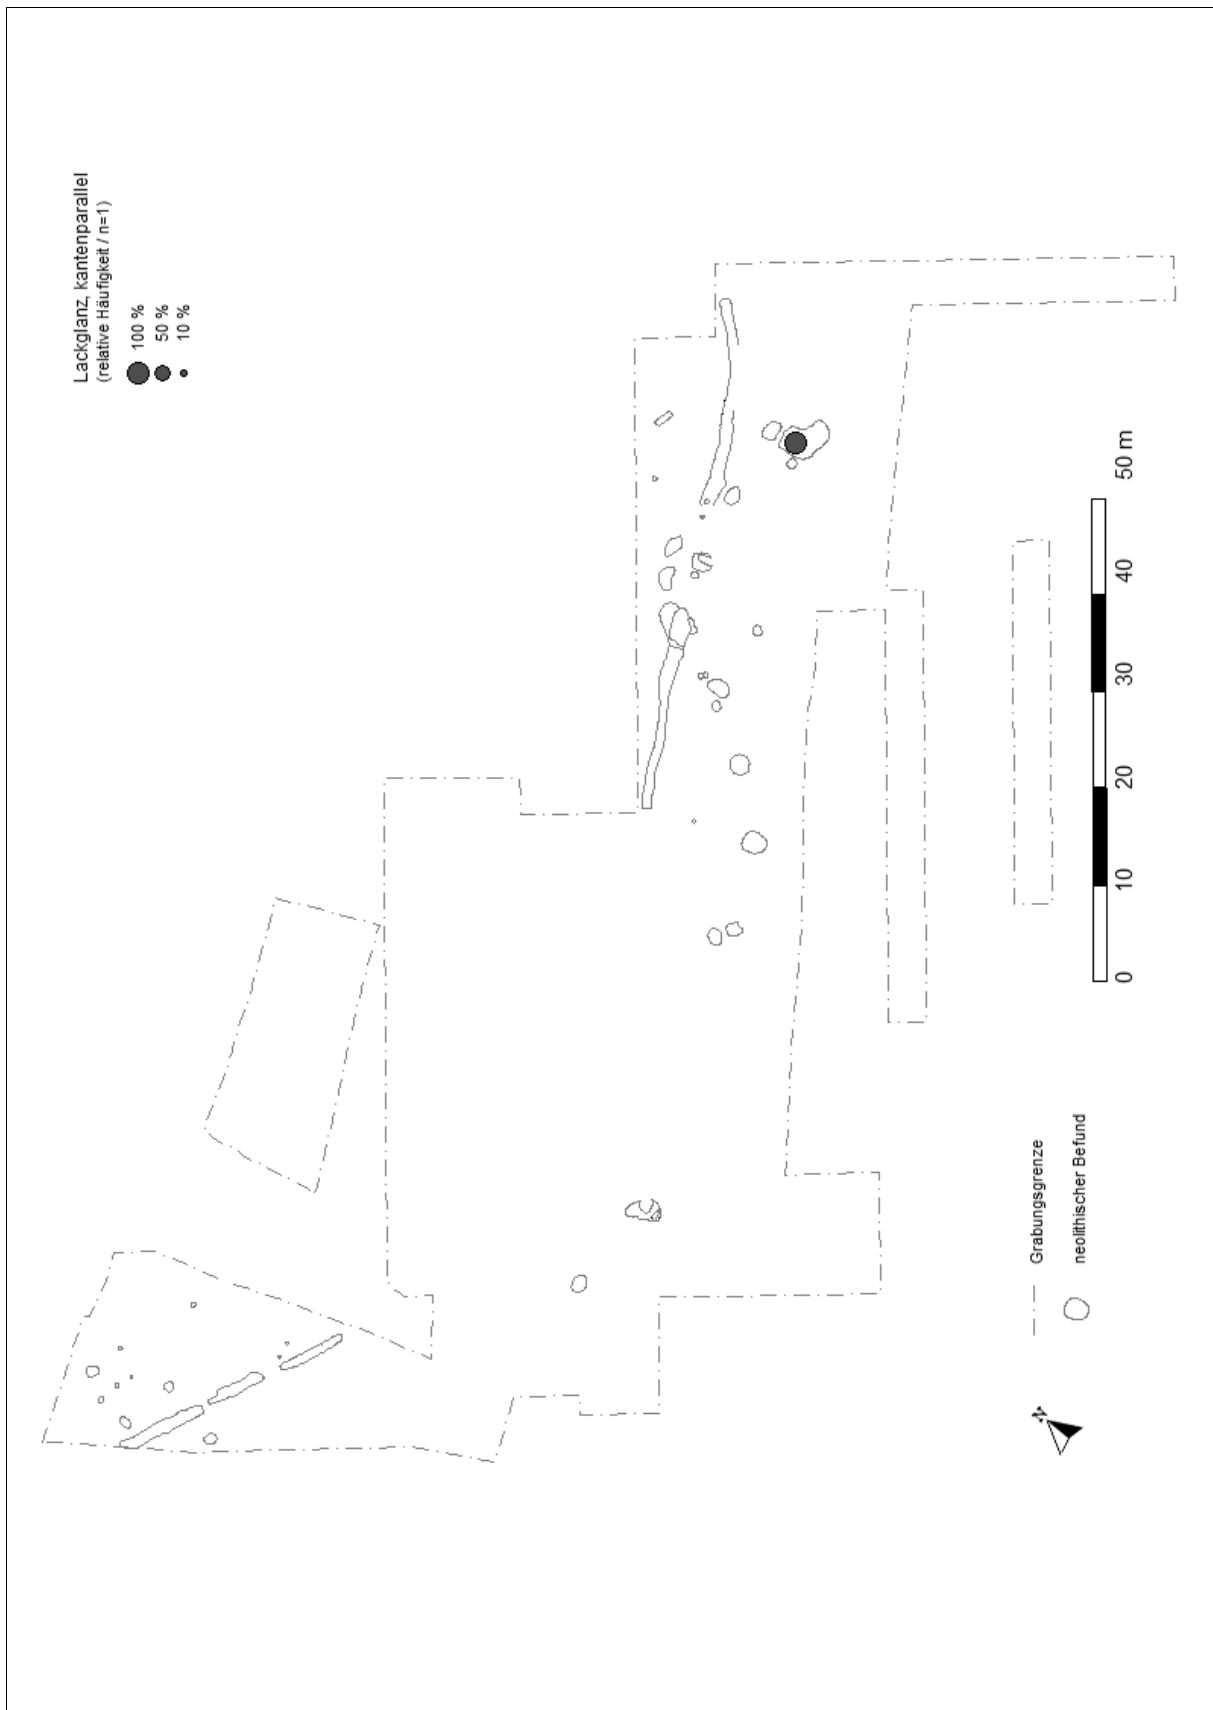 Lackglanz, kantenparallel
(relative Häufigkeit / n=1)
100 %
50 %
10 %
0
10
20
30
40
50 m
Grabungsgrenze
neolithischer Befund
N